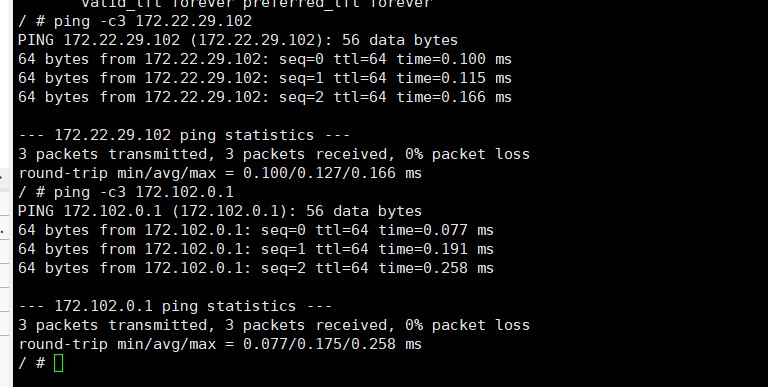 valid_lft forever preferred_lft forever
/ # ping -c3 172.22.29.102
PING 172.22.29.102 (172.22.29.102): 56 data bytes
64 bytes from 172.22.29.102: seq=0 ttl=64 time=0.100 ms
64 bytes from 172.22.29.102: seq=1 ttl=64 time=0.115 ms
64 bytes from 172.22.29.102: seq=2 ttl=64 time=0.166 ms

--- 172.22.29.102 ping statistics ---
3 packets transmitted, 3 packets received, 0% packet loss
round-trip min/avg/max = 0.100/0.127/0.166 ms
/ # ping -c3 172.102.0.1
PING 172.102.0.1 (172.102.0.1): 56 data bytes
64 bytes from 172.102.0.1: seq=0 ttl=64 time=0.077 ms
64 bytes from 172.102.0.1: seq=1 ttl=64 time=0.191 ms
64 bytes from 172.102.0.1: seq=2 ttl=64 time=0.258 ms

--- 172.102.0.1 ping statistics ---
3 packets transmitted, 3 packets received, 0% packet loss
round-trip min/avg/max = 0.077/0.175/0.258 ms
/ #